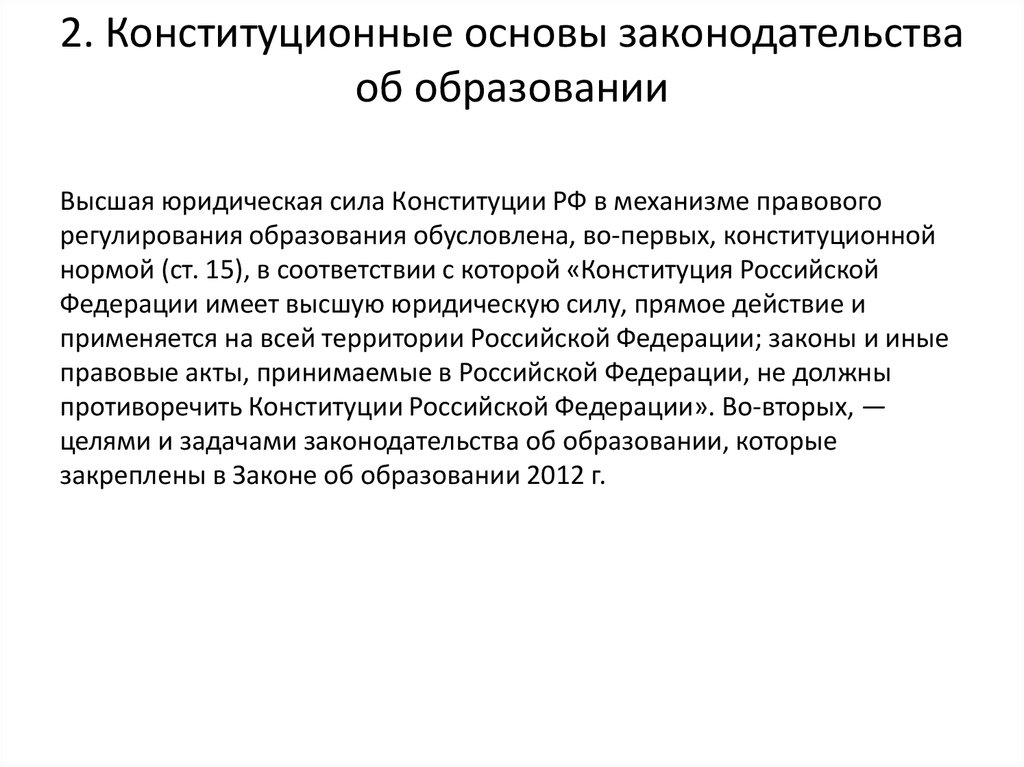 2. Конституционные основы законодательства
об образовании
Высшая юридическая сила Конституции РФ в механизме правового
регулирования образования обусловлена, во-первых, конституционной
нормой (ст. 15), в соответствии с которой «Конституция Российской
Федерации имеет высшую юридическую силу, прямое действие и
применяется на всей территории Российской Федерации; законы и иные
правовые акты, принимаемые в Российской Федерации, не должны
противоречить Конституции Российской Федерации». Во-вторых, —
целями и задачами законодательства об образовании, которые
закреплены в Законе об образовании 2012 г.